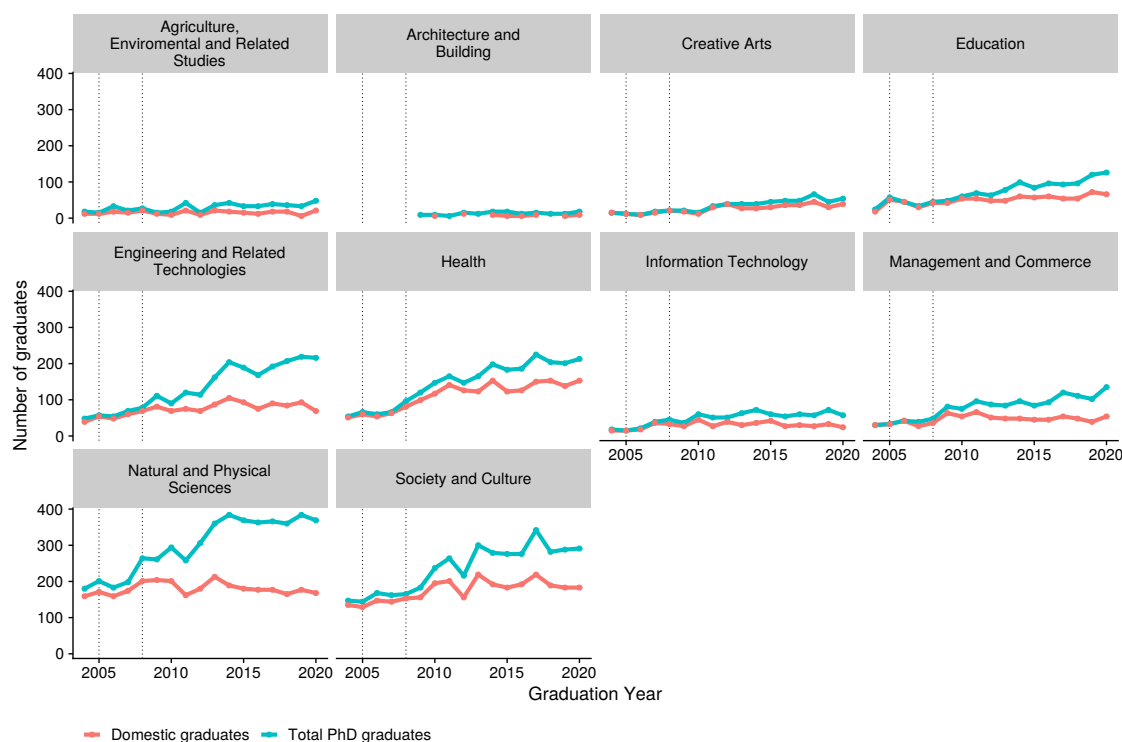 Agriculture,
Enviromental and Related
Studies
Architecture and
Building
Creative Arts
Education
400
300
200
100
0
Engineering and Related
Technologies
Health
Information Technology
Management and Commerce
400
300
200
100
0
2005 2010 2015 2020
2005 2010 2015 2020
Natural and Physical
Sciences
Society and Culture
400
300
200
100
0
2005 2010 2015 2020
2005 2010 2015 2020
Number of graduates
Graduation Year
Domestic graduates
Total PhD graduates